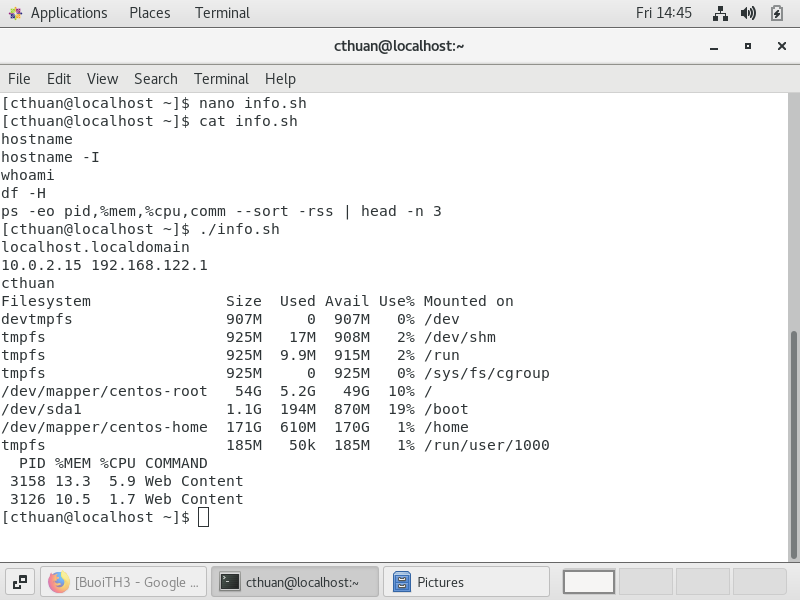 Applications Places Terminal Fri 14:45
cthuan@localhost:~
File Edit View Search Terminal Help
[cthuan@localhost ~]$ nano info.sh
[cthuan@localhost ~]$ cat info.sh
hostname
hostname -I
whoami
df -H
ps -eo pid,%mem,%cpu,comm --sort -rss | head -n 3
[cthuan@localhost ~]$ ./info.sh
localhost.localdomain
10.0.2.15 192.168.122.1
cthuan
Filesystem               Size  Used Avail Use% Mounted on
devtmpfs                 907M     0  907M   0% /dev
tmpfs                    925M   17M  908M   2% /dev/shm
tmpfs                    925M  9.9M  915M   2% /run
tmpfs                    925M     0  925M   0% /sys/fs/cgroup
/dev/mapper/centos-root   54G  5.2G   49G  10% /
/dev/sda1                1.1G  194M  870M  19% /boot
/dev/mapper/centos-home  171G  610M  170G   1% /home
tmpfs                    185M   50k  185M   1% /run/user/1000
  PID %MEM %CPU COMMAND
 3158 13.3  5.9 Web Content
 3126 10.5  1.7 Web Content
[cthuan@localhost ~]$
[BuoiTH3 - Google ... cthuan@localhost:~ Pictures